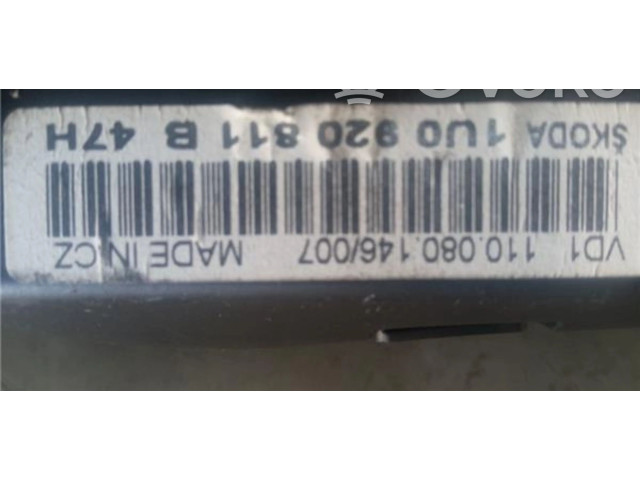 ŠKODA 1U0 920 811 B 47H
VD1 110.080.146/007 MADE IN CZ